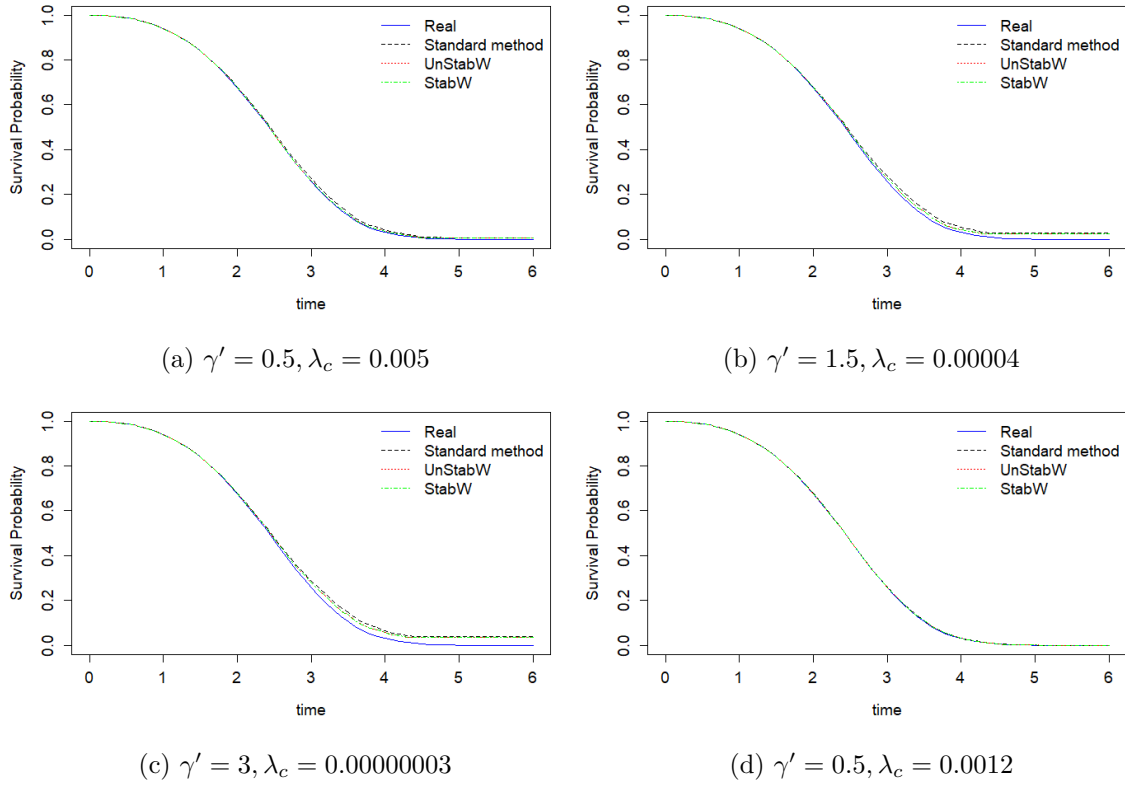 Survival Probability
1.0
0.8
0.6
0.4
0.2
0.0
Real
Standard method
UnStabW
StabW
0 1 2 3 4 5 6
time
(a) γ′ = 0.5, λc = 0.005
Survival Probability
1.0
0.8
0.6
0.4
0.2
0.0
Real
Standard method
UnStabW
StabW
0 1 2 3 4 5 6
time
(b) γ′ = 1.5, λc = 0.00004
Survival Probability
1.0
0.8
0.6
0.4
0.2
0.0
Real
Standard method
UnStabW
StabW
0 1 2 3 4 5 6
time
(c) γ′ = 3, λc = 0.00000003
Survival Probability
1.0
0.8
0.6
0.4
0.2
0.0
Real
Standard method
UnStabW
StabW
0 1 2 3 4 5 6
time
(d) γ′ = 0.5, λc = 0.0012